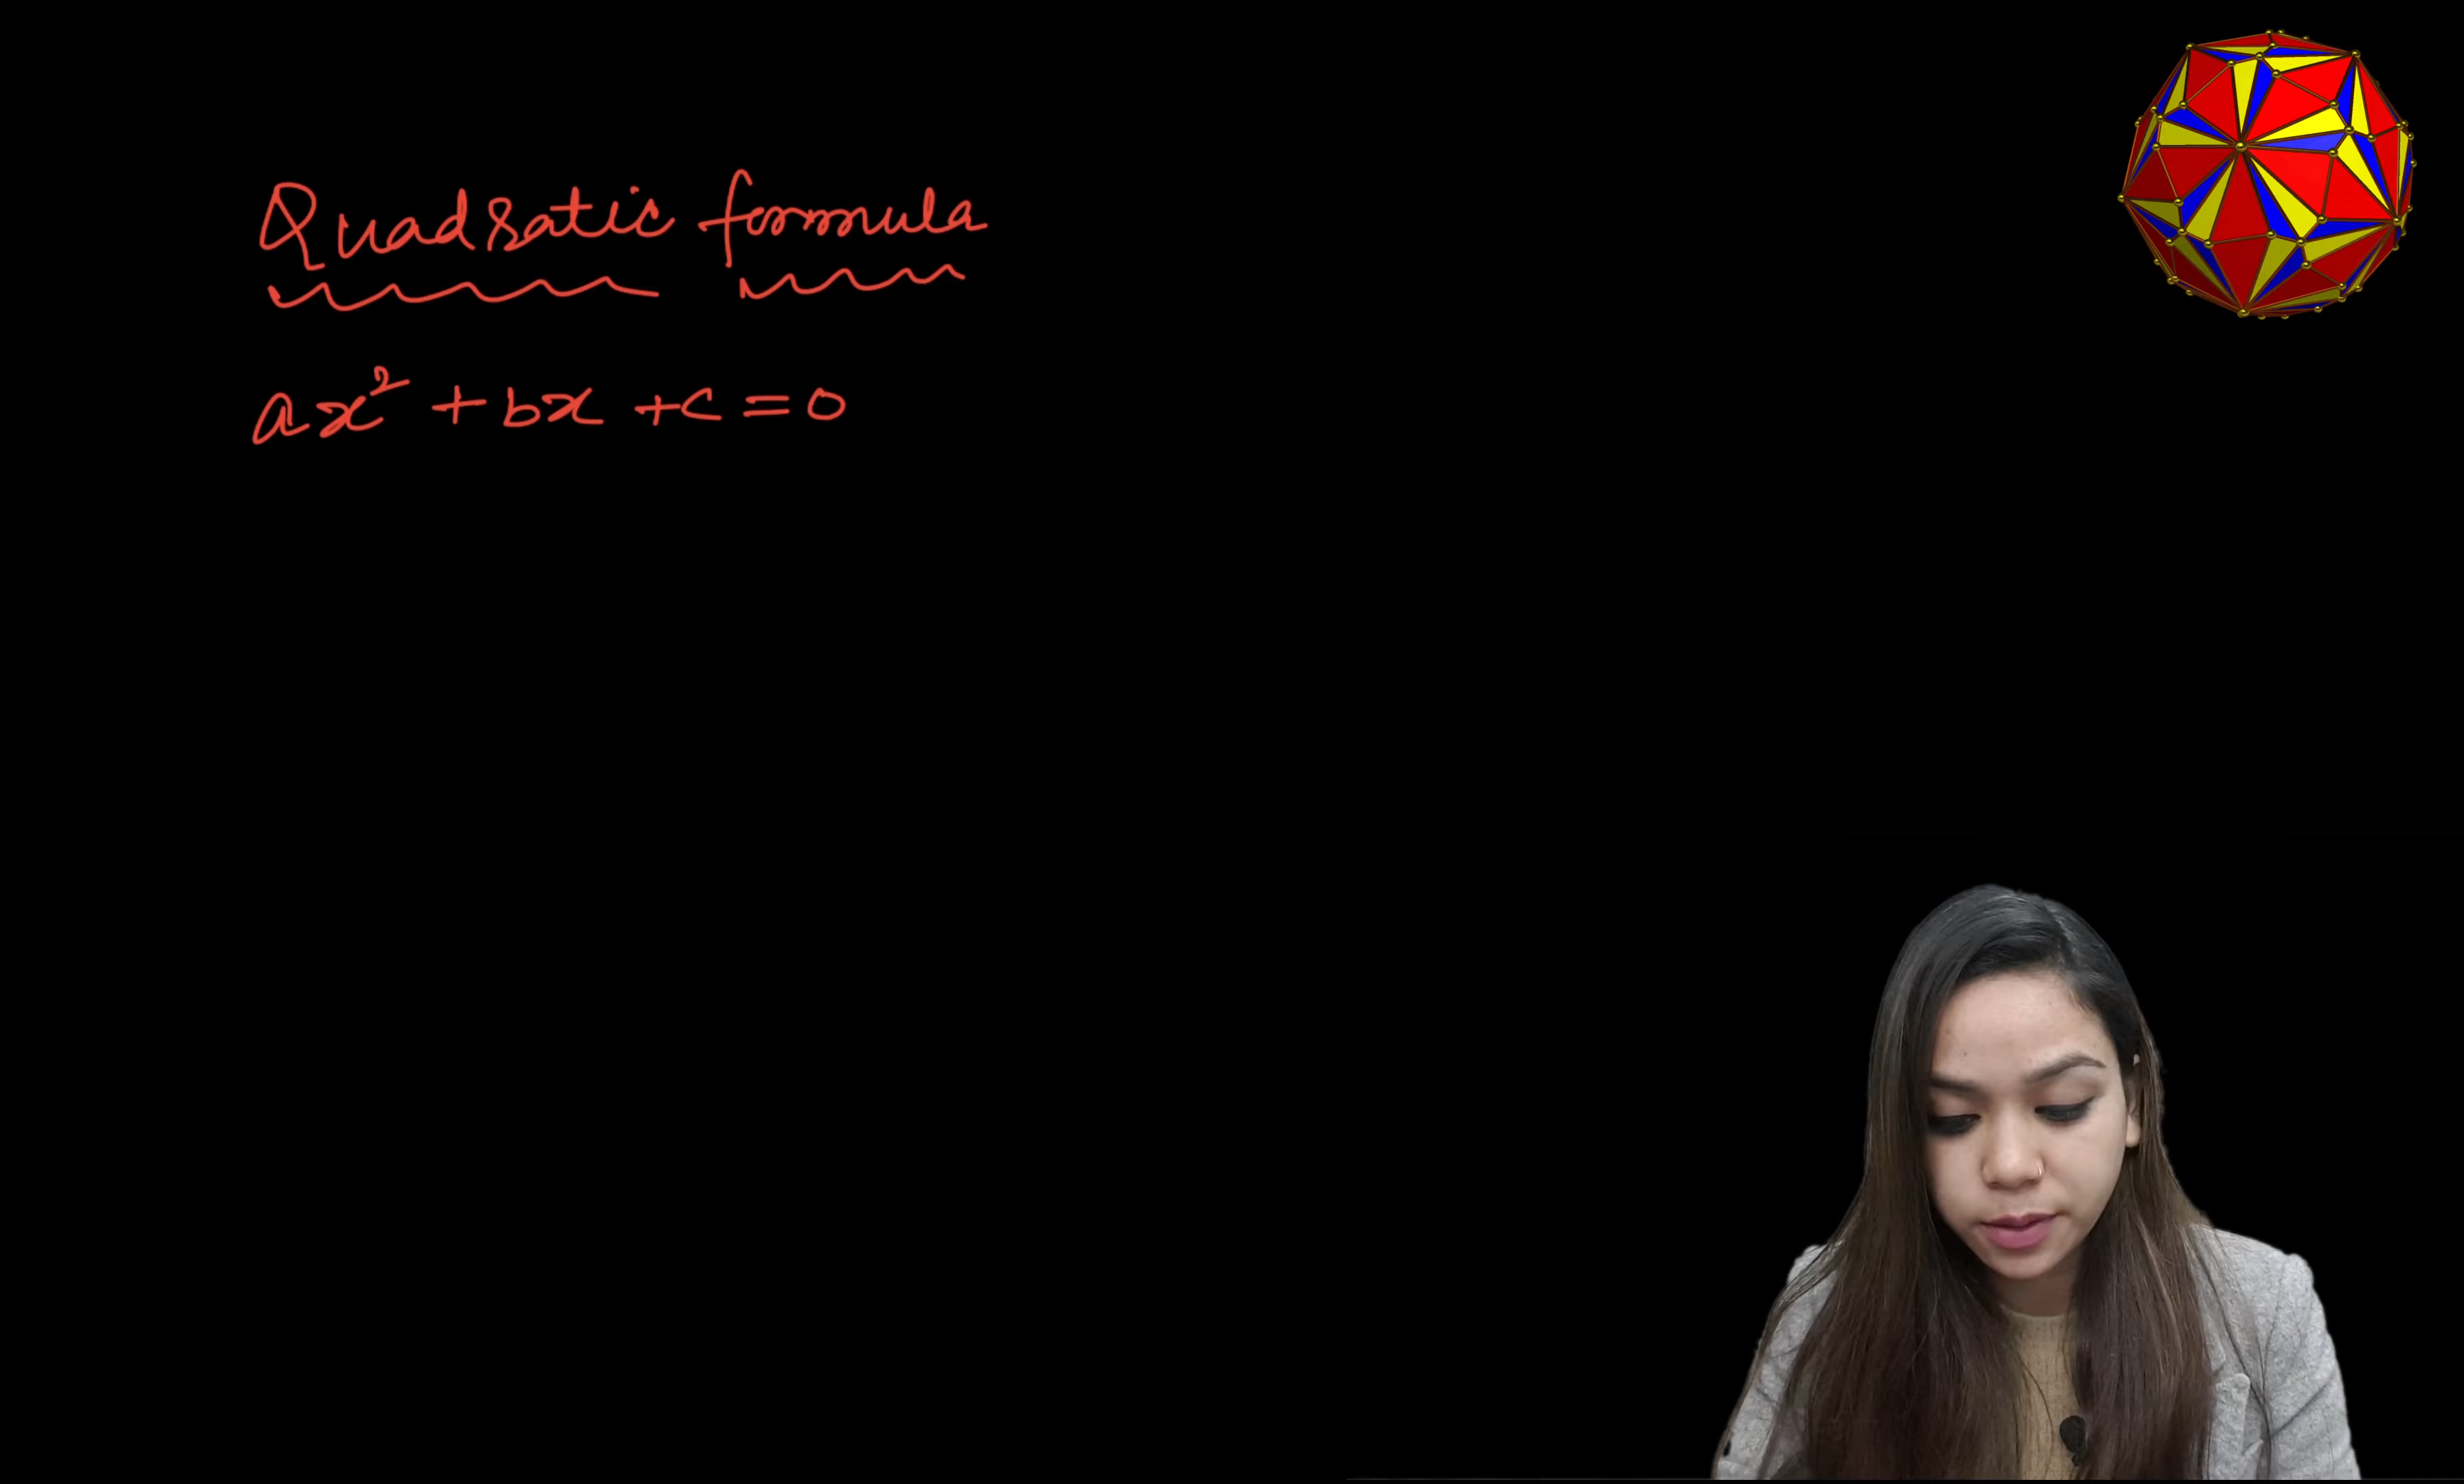 Quadratic formula
ax² + bx + c = 0